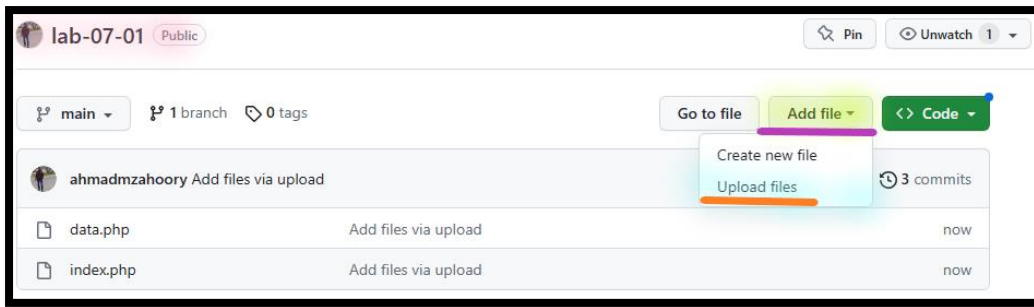 lab-07-01 Public Pin Unwatch 1
main 1 branch 0 tags Go to file Add file <> Code
Create new file
Upload files
ahmadmzahoory Add files via upload 3 commits
data.php Add files via upload now
index.php Add files via upload now